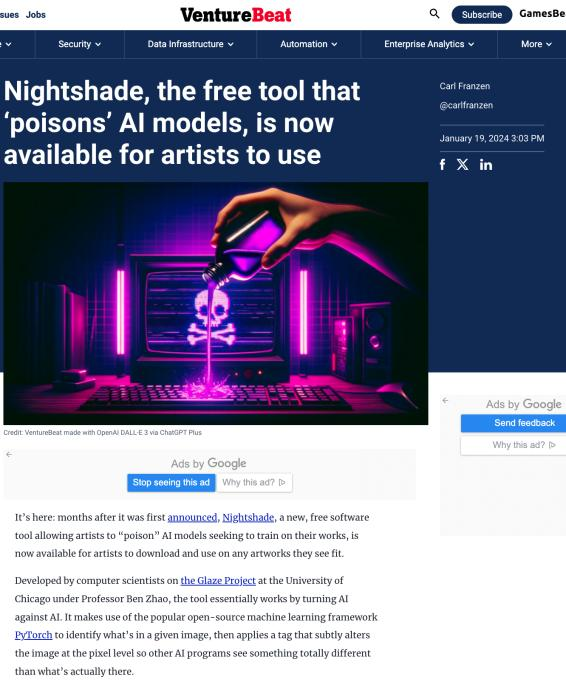 sues Jobs
VentureBeat
Subscribe
GamesBe
Security
Data Infrastructure
Automation
Enterprise Analytics
More
Nightshade, the free tool that
‘poisons’ AI models, is now
available for artists to use
Carl Franzen
@carlfranzen
January 19, 2024 3:03 PM
Credit: VentureBeat made with OpenAI DALL-E 3 via ChatGPT Plus
Ads by Google
Send feedback
Why this ad?
Ads by Google
Stop seeing this ad Why this ad?
It’s here: months after it was first announced, Nightshade, a new, free software
tool allowing artists to “poison” AI models seeking to train on their works, is
now available for artists to download and use on any artworks they see fit.
Developed by computer scientists on the Glaze Project at the University of
Chicago under Professor Ben Zhao, the tool essentially works by turning AI
against AI. It makes use of the popular open-source machine learning framework
PyTorch to identify what’s in a given image, then applies a tag that subtly alters
the image at the pixel level so other AI programs see something totally different
than what’s actually there.